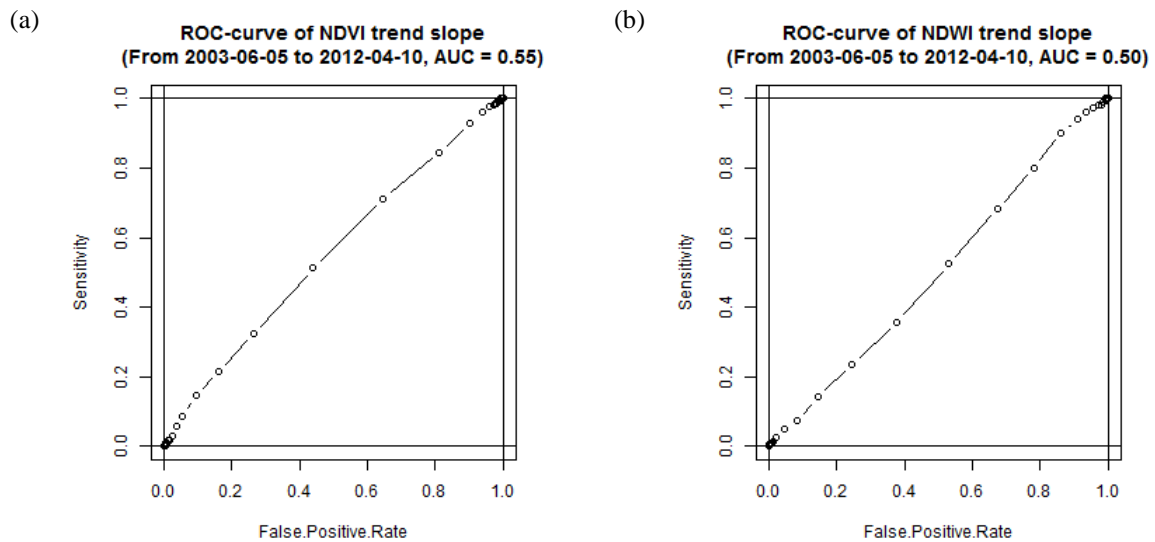 (a)
ROC-curve of NDVI trend slope
(From 2003-06-05 to 2012-04-10, AUC = 0.55)
Sensitivity
1.0
0.8
0.6
0.4
0.2
0.0
0.0 0.2 0.4 0.6 0.8 1.0
False.Positive.Rate
(b)
ROC-curve of NDWI trend slope
(From 2003-06-05 to 2012-04-10, AUC = 0.50)
Sensitivity
1.0
0.8
0.6
0.4
0.2
0.0
0.0 0.2 0.4 0.6 0.8 1.0
False.Positive.Rate